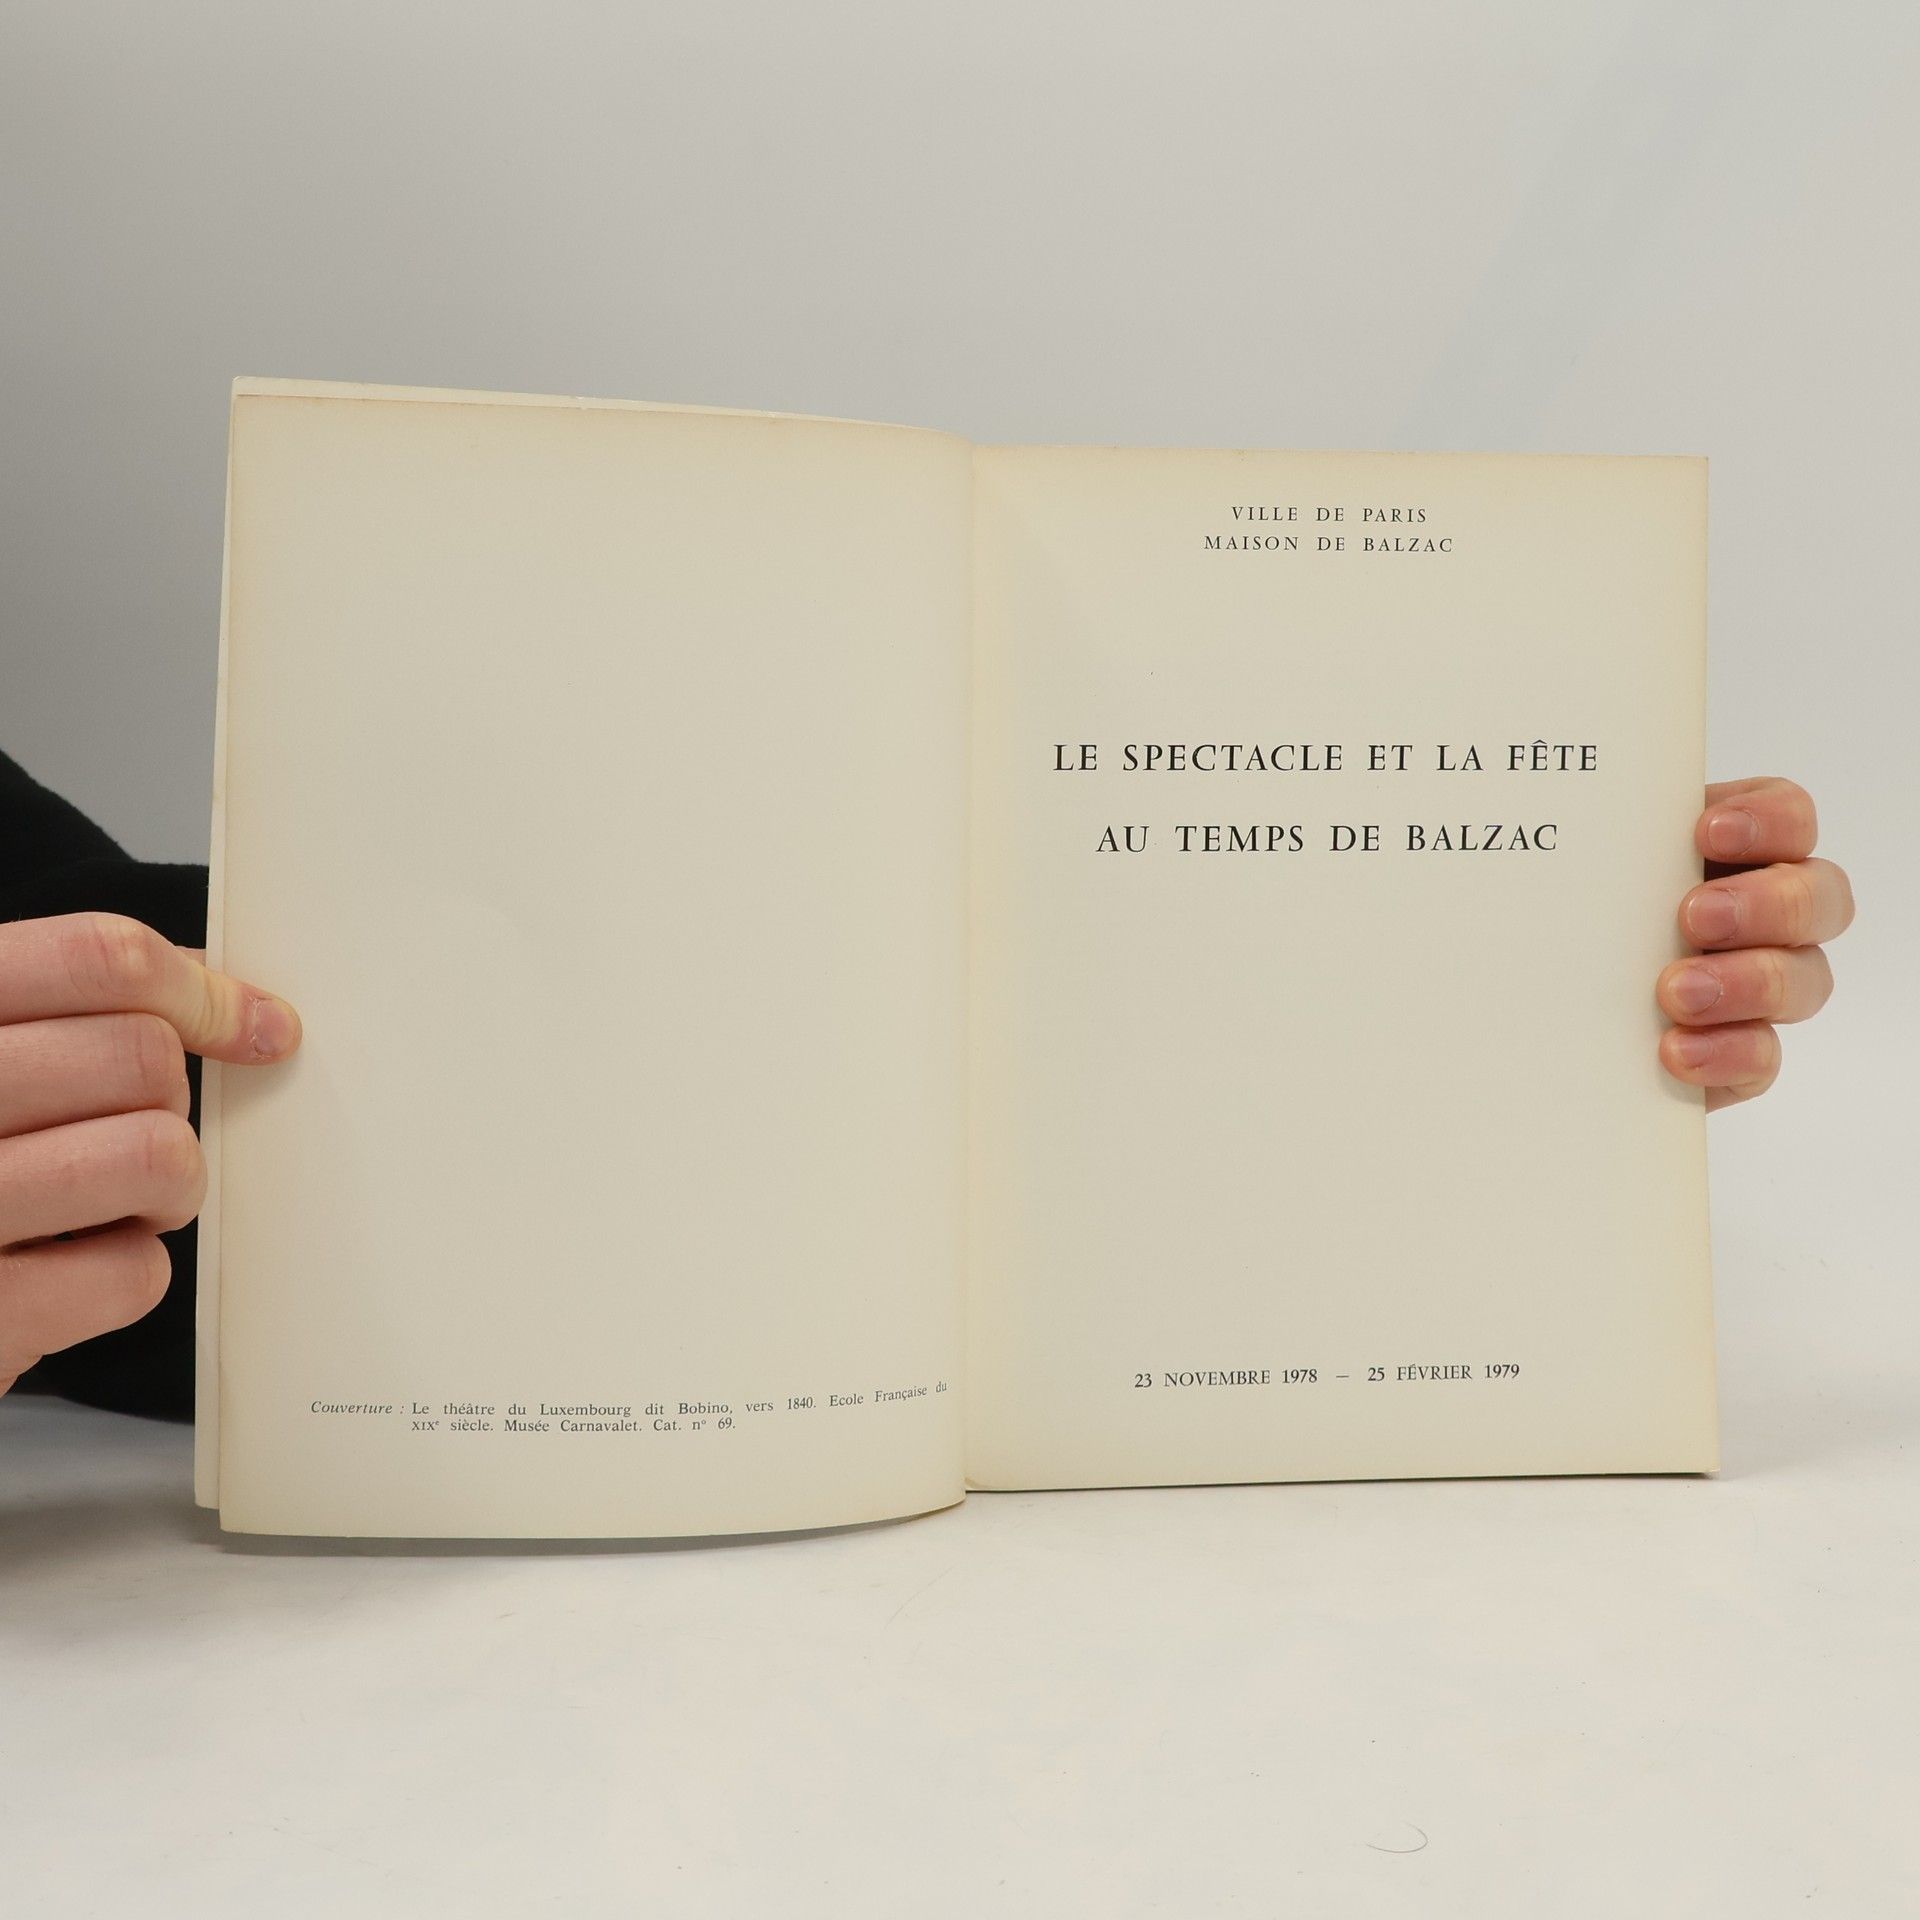 Couverture : Le théâtre du Luxembourg dit Bobino, vers 1840. Ecole Française du
XIXe siècle. Musée Carnavalet. Cat. n° 69.
VILLE DE PARIS
MAISON DE BALZAC
LE SPECTACLE ET LA FÊTE
AU TEMPS DE BALZAC
23 NOVEMBRE 1978 — 25 FÉVRIER 1979